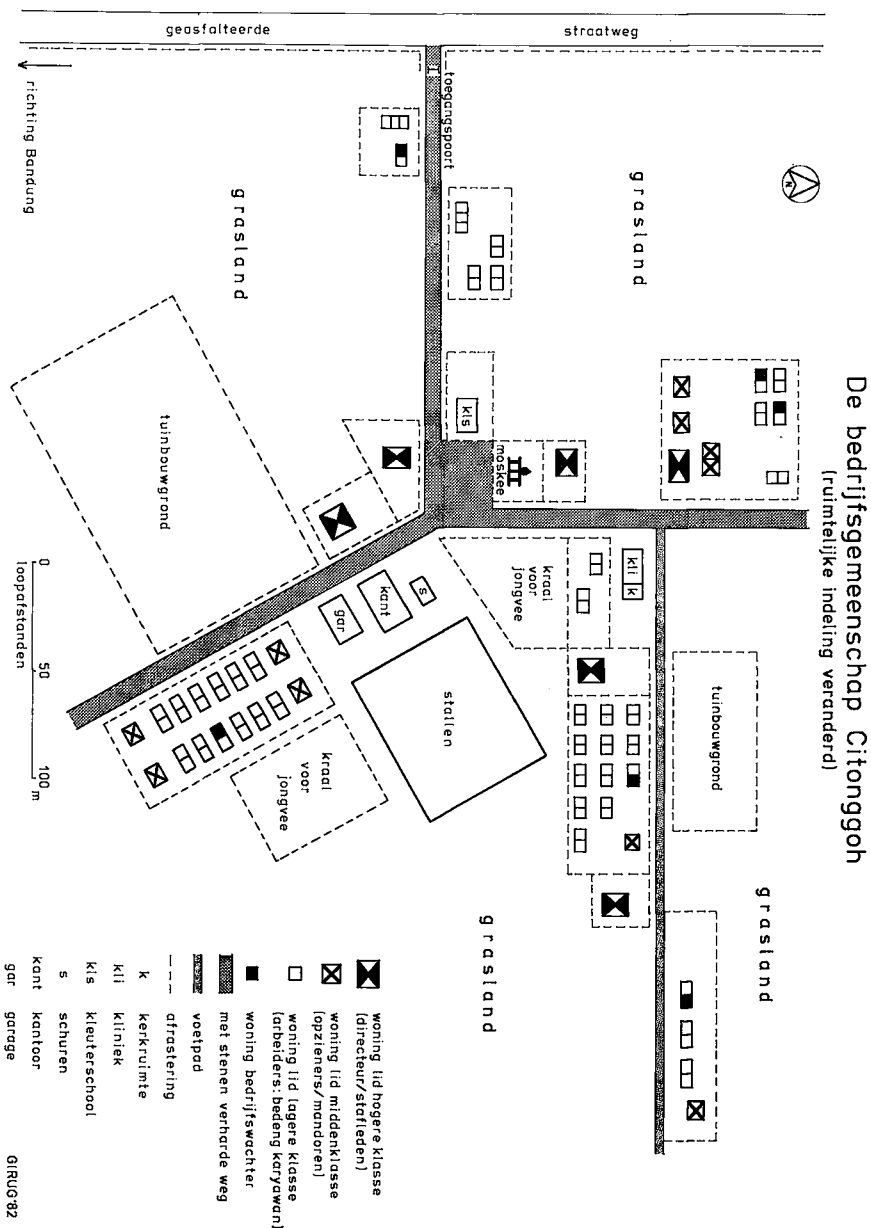 De bedrijfsgemeenschap Citonggoh
(ruimtelijke indeling veranderd)
geasfalteerde
straatweg
richting Bandung
toegangspoort
N
grasland
grasland
tuinbouwgrond
kls
moskee
kraal
voor
jongvee
kli
k
s
kant
gar
stallen
tuinbouwgrond
kraal
voor
jongvee
grasland
grasland
0
50
100 m
loopafstanden
woning lid hogere klasse
(directeur/stafleden)
woning lid middenklasse
(opzieners/mandoren)
woning lid lagere klasse
(arbeiders: bedeng karyawan)
woning bedrijfswachter
met stenen verharde weg
voetpad
afrastering
k kerkruimte
kli kliniek
kls kleuterschool
s schuren
kant kantoor
gar garage
GIRUG'82